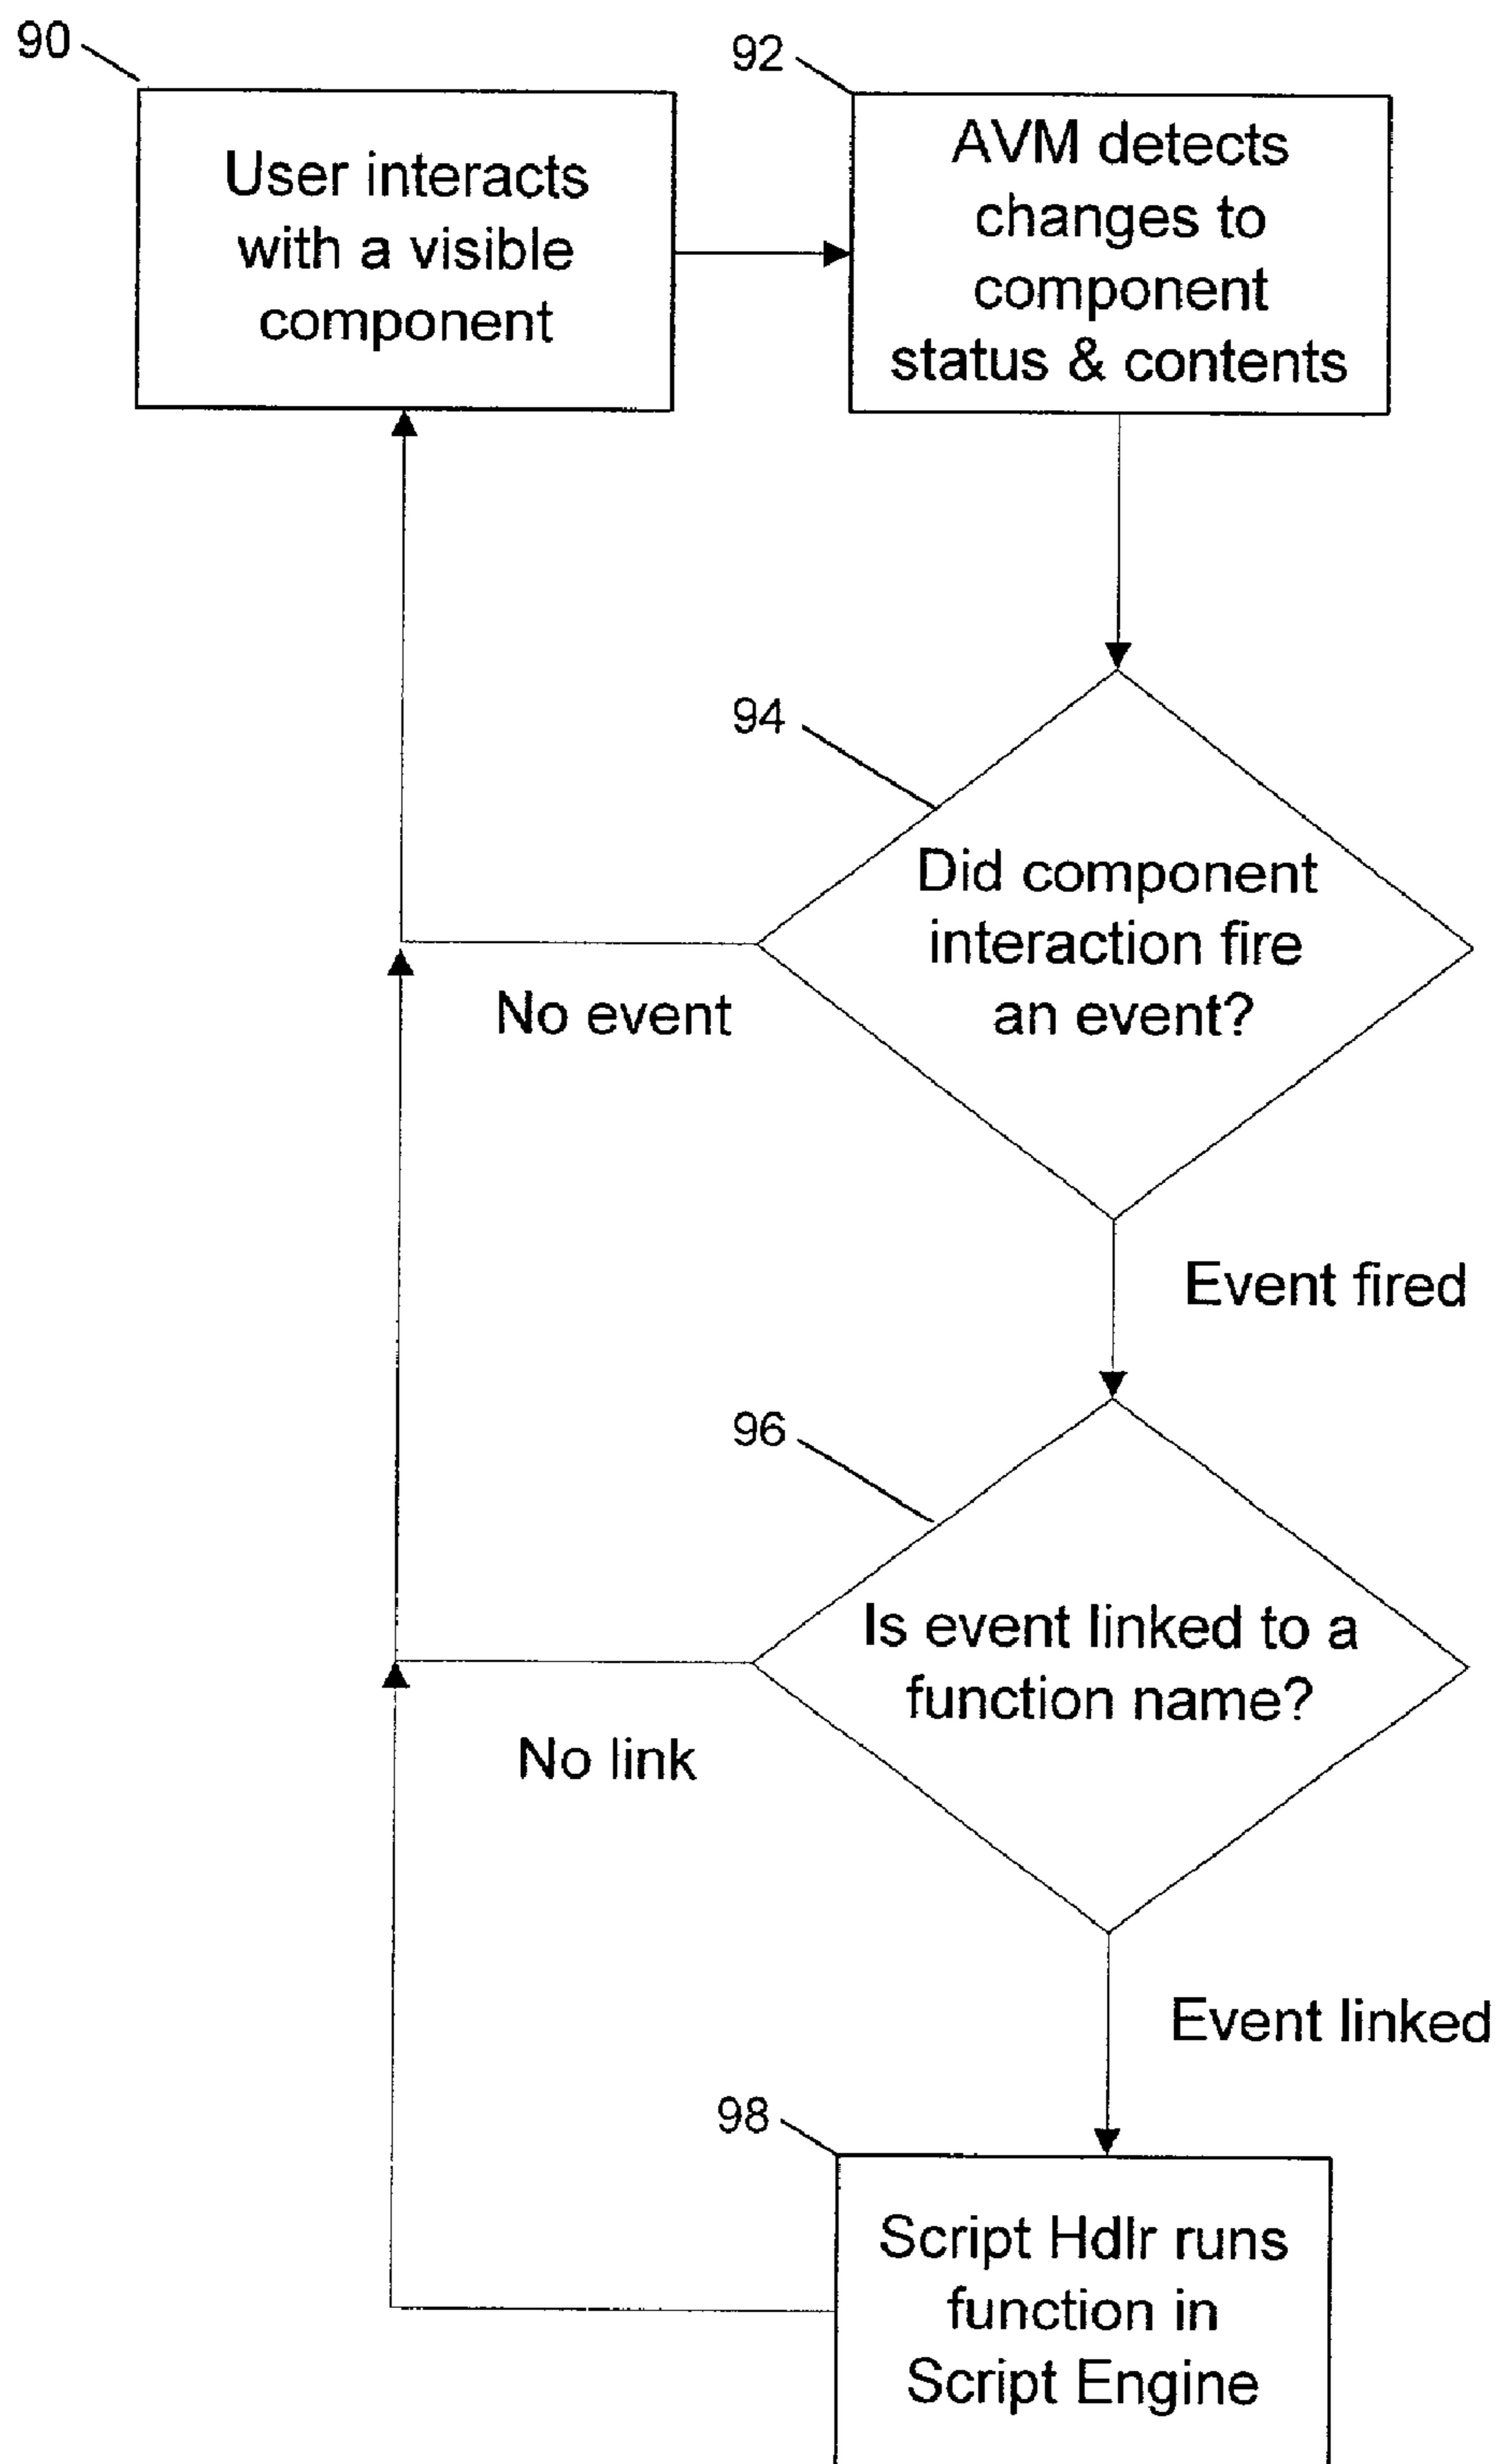 90
User interacts
with a visible
component
92
AVM detects
changes to
component
status & contents
94
Did component
interaction fire
an event?
No event
Event fired
96
Is event linked to a
function name?
No link
Event linked
98
Script Hdlr runs
function in
Script Engine